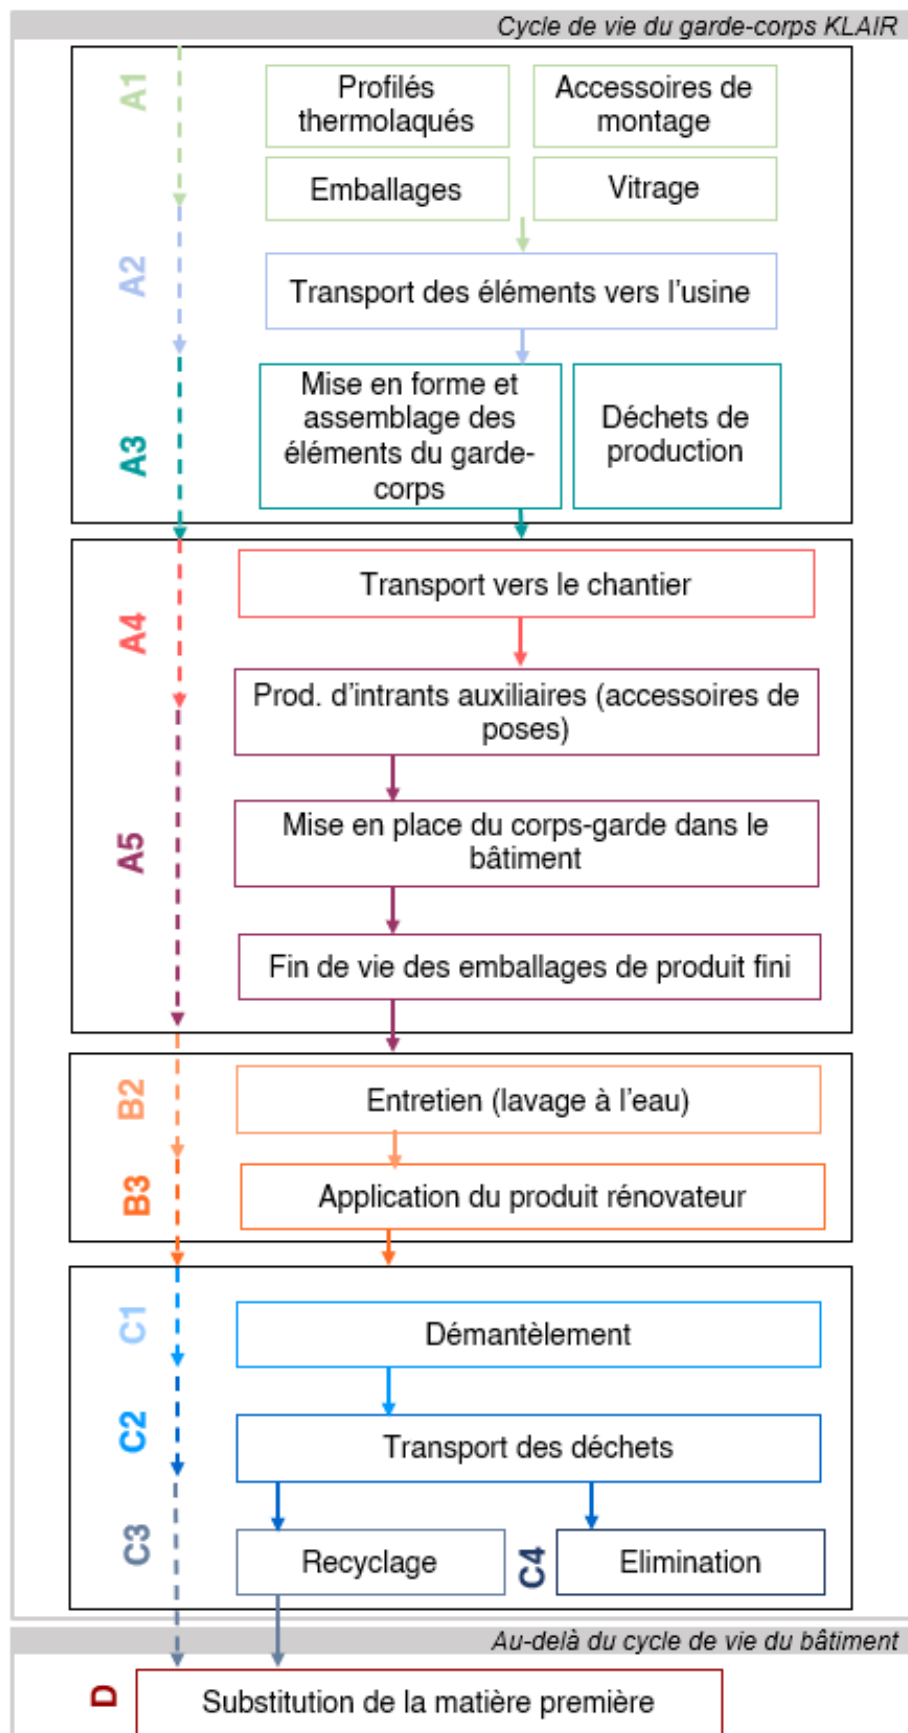 Cycle de vie du garde-corps KLAIR
A1
Profilés
thermolaqués
Accessoires de
montage
Emballages
Vitrage
A2
Transport des éléments vers l'usine
A3
Mise en forme et
assemblage des
éléments du garde-
corps
Déchets de
production
A4
Transport vers le chantier
A5
Prod. d'intrants auxiliaires (accessoires de
poses)
Mise en place du corps-garde dans le
bâtiment
Fin de vie des emballages de produit fini
B2
Entretien (lavage à l'eau)
B3
Application du produit rénovateur
C1
Démantèlement
C2
Transport des déchets
C3
Recyclage
C4
Elimination
Au-delà du cycle de vie du bâtiment
D
Substitution de la matière première